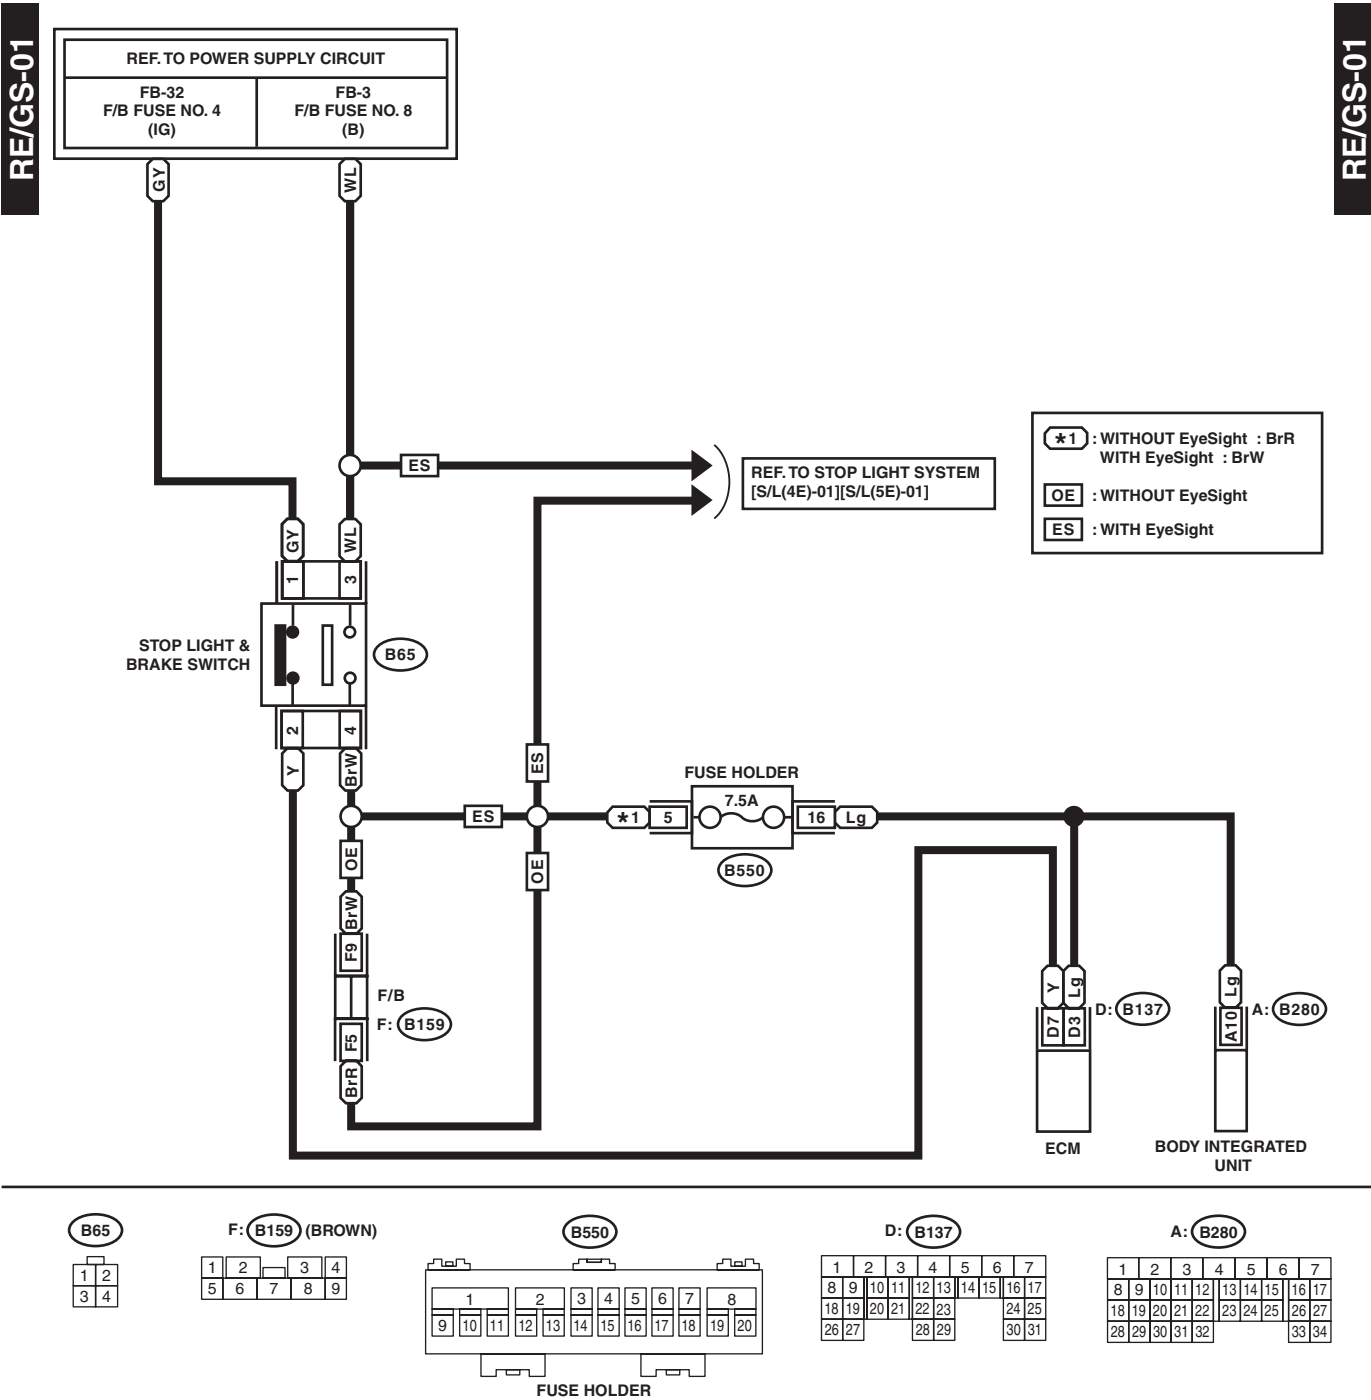 RE/GS-01
RE/GS-01
REF. TO POWER SUPPLY CIRCUIT
FB-32
F/B FUSE NO. 4
(IG)
FB-3
F/B FUSE NO. 8
(B)
GY
WL
ES
REF. TO STOP LIGHT SYSTEM
[S/L(4E)-01][S/L(5E)-01]
*1 : WITHOUT EyeSight : BrR
WITH EyeSight : BrW
OE : WITHOUT EyeSight
ES : WITH EyeSight
GY
WL
1
3
STOP LIGHT &
BRAKE SWITCH
B65
2
4
Y
BrW
ES
ES
OE
OE
FUSE HOLDER
7.5A
*1
5
16
Lg
B550
BrW
F9
F/B
F: B159
F5
BrR
Y
Lg
D7
D3
D: B137
ECM
Lg
A10
A: B280
BODY INTEGRATED
UNIT
B65
1 2
3 4
F: B159 (BROWN)
1 2 3 4
5 6 7 8 9
B550
1 2 3 4 5 6 7 8
9 10 11 12 13 14 15 16 17 18 19 20
FUSE HOLDER
D: B137
1 2 3 4 5 6 7
8 9 10 11 12 13 14 15 16 17
18 19 20 21 22 23 24 25
26 27 28 29 30 31
A: B280
1 2 3 4 5 6 7
8 9 10 11 12 13 14 15 16 17
18 19 20 21 22 23 24 25 26 27
28 29 30 31 32 33 34